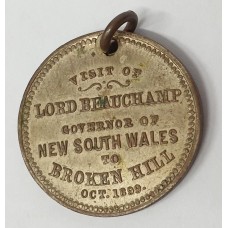 VISIT OF
LORD BEAUCHAMP
GOVERNOR OF
NEW SOUTH WALES
TO
BROKEN HILL
OCT. 1899.